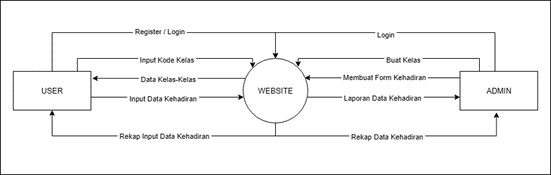 Register / Login
Login
Input Kode Kelas
Buat Kelas
Data Kelas-Kelas
Membuat Form Kehadiran
USER
WEBSITE
ADMIN
Input Data Kehadiran
Laporan Data Kehadiran
Rekap Input Data Kehadiran
Rekap Data Kehadiran